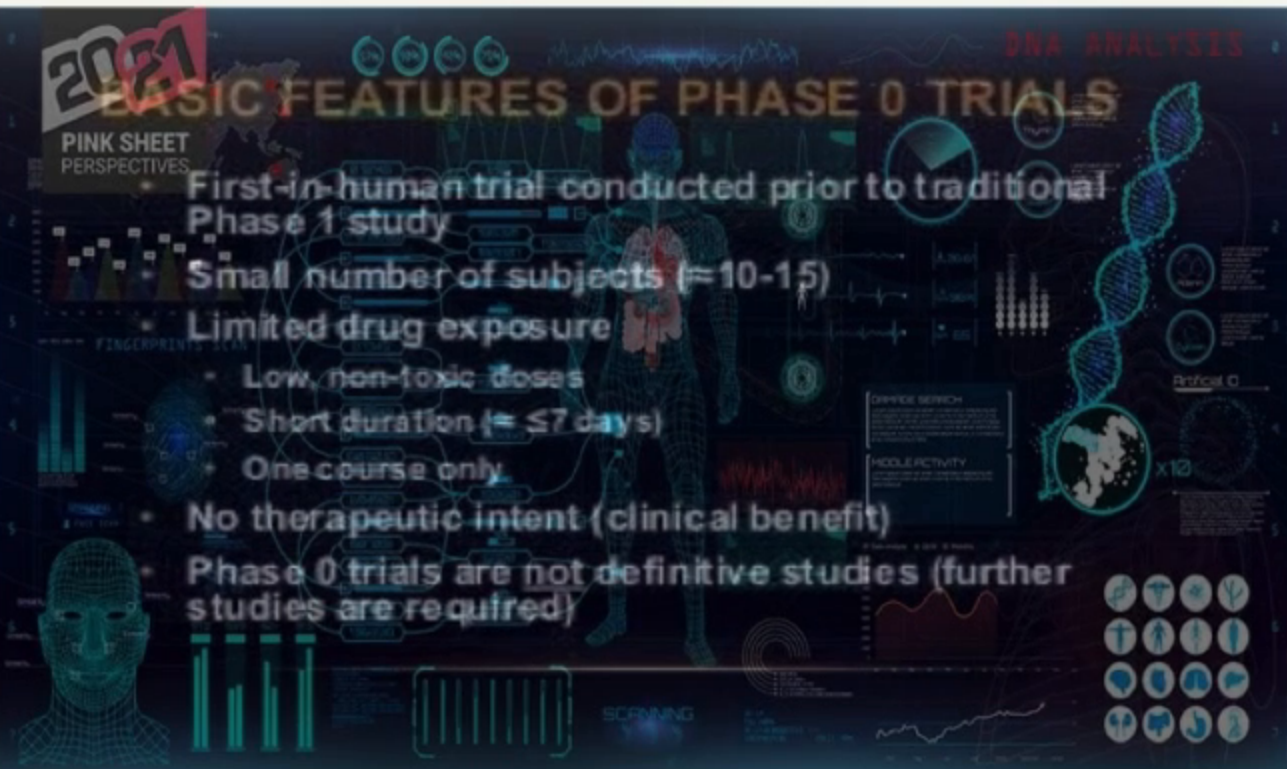 DNA ANALYSIS
2021
BASIC FEATURES OF PHASE 0 TRIALS
PINK SHEET
PERSPECTIVES
First-in-human trial conducted prior to traditional
Phase 1 study
Small number of subjects (≈10-15)
Limited drug exposure
FINGERPRINTS SCAN
Low, non-toxic doses
Artifical ID
DAMAGE SEARCH
Short duration (≈ ≤7 days)
One course only
x10
No therapeutic intent (clinical benefit)
Phase 0 trials are not definitive studies (further
studies are required)
SCANNING